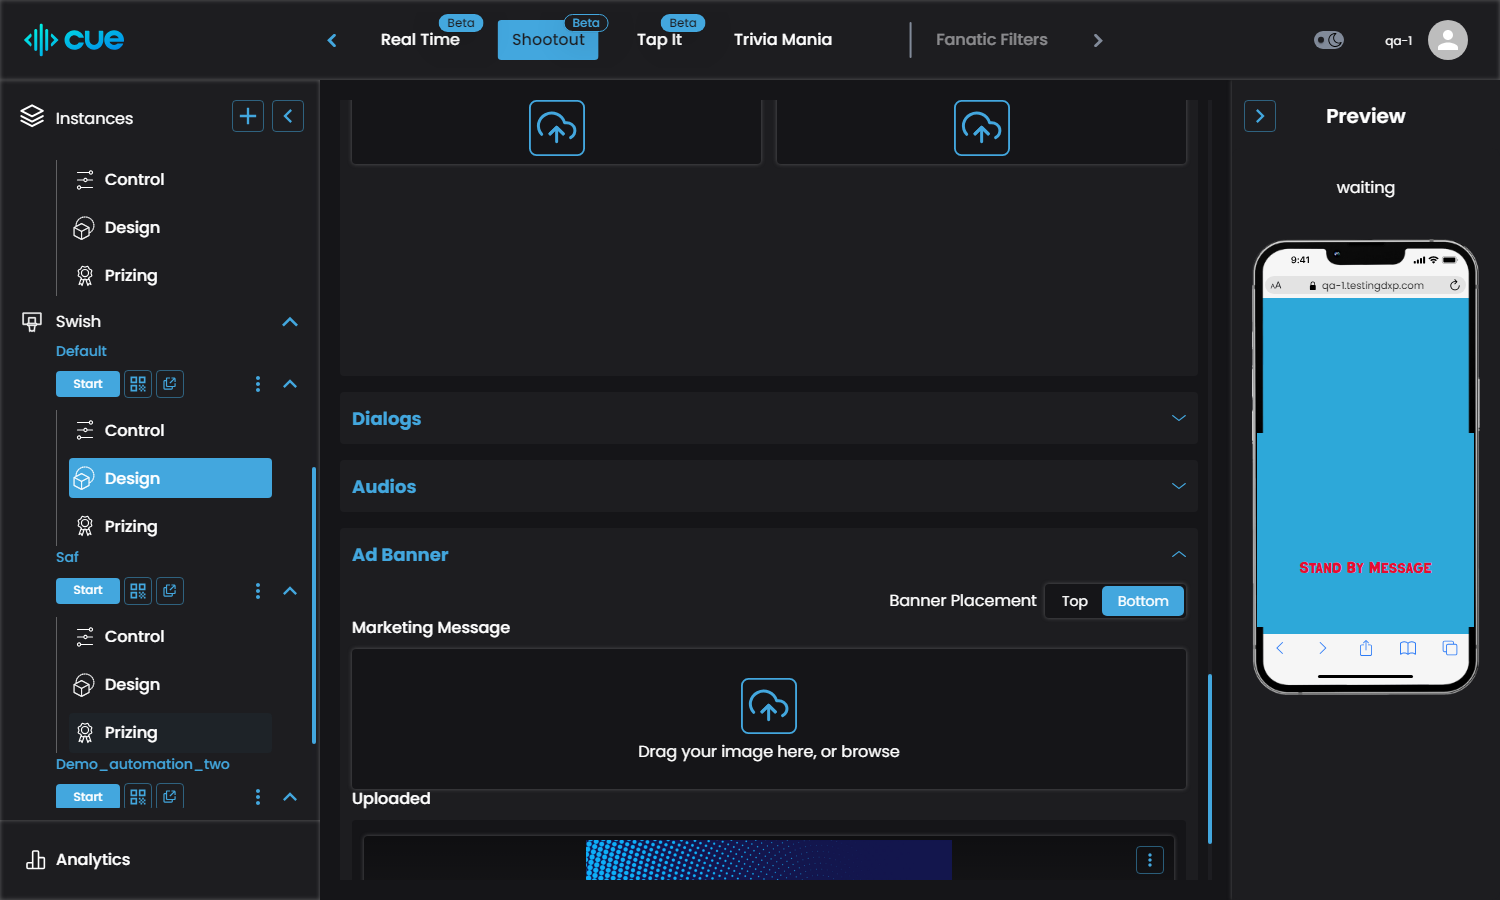 cue
Real Time
Beta
Shootout
Beta
Tap It
Beta
Trivia Mania
Fanatic Filters
qa-1
Instances
Control
Design
Prizing
Swish
Default
Start
Control
Design
Prizing
Saf
Start
Control
Design
Prizing
Demo_automation_two
Start
Analytics
Dialogs
Audios
Ad Banner
Banner Placement
Top
Bottom
Marketing Message
Drag your image here, or browse
Uploaded
Preview
waiting
9:41
AA
qa-1.testingdxp.com
Stand By Message